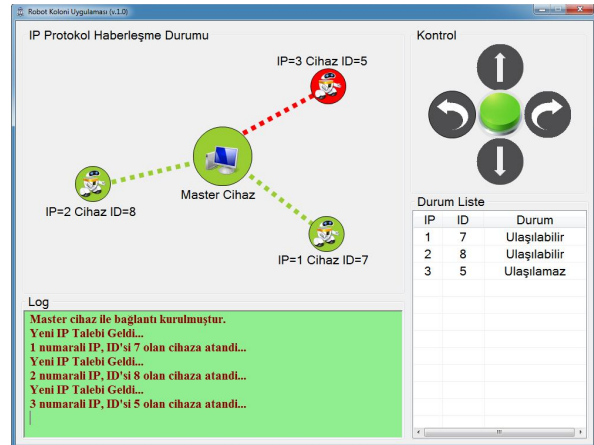 Robot Koloni Uygulaması (v.1.0)
IP Protokol Haberleşme Durumu
IP=3 Cihaz ID=5
Master Cihaz
IP=2 Cihaz ID=8
IP=1 Cihaz ID=7
Kontrol
Durum Liste
IP ID Durum
1 7 Ulaşılabilir
2 8 Ulaşılabilir
3 5 Ulaşılamaz
Log
Master cihaz ile bağlantı kurulmuştur.
Yeni IP Talebi Geldi...
1 numarali IP, ID'si 7 olan cihaza atandi...
Yeni IP Talebi Geldi...
2 numarali IP, ID'si 8 olan cihaza atandi...
Yeni IP Talebi Geldi...
3 numarali IP, ID'si 5 olan cihaza atandi...